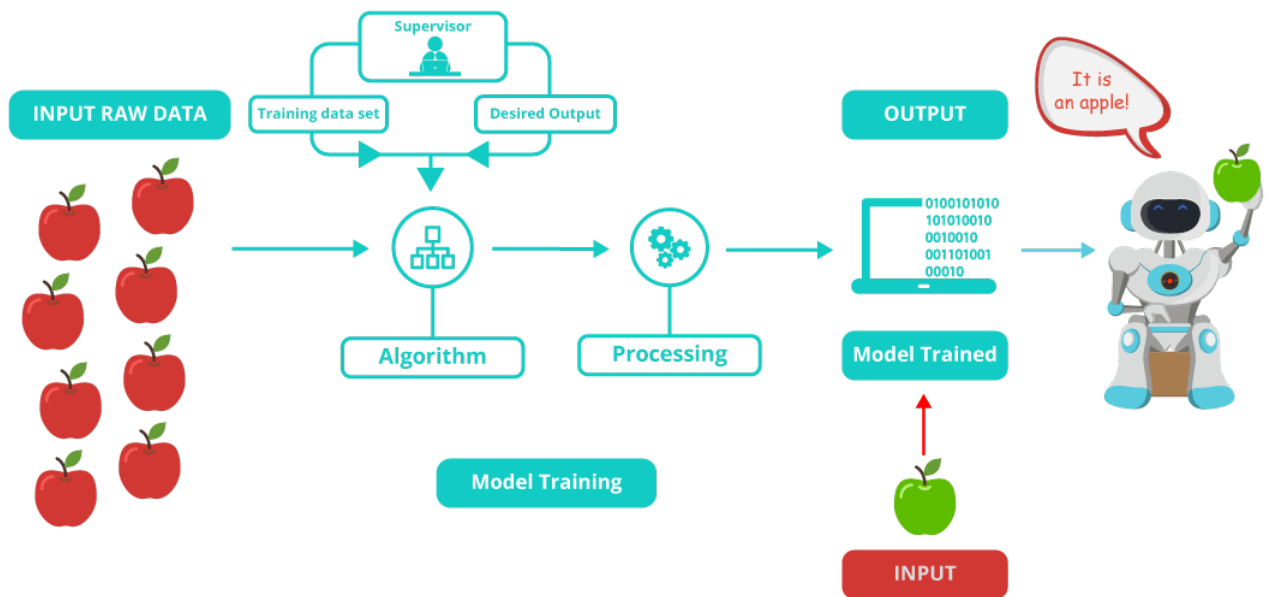 Supervisor
INPUT RAW DATA
Training data set
Desired Output
OUTPUT
It is
an apple!
0100101010
101010010
0010010
001101001
00010
Algorithm
Processing
Model Trained
Model Training
INPUT